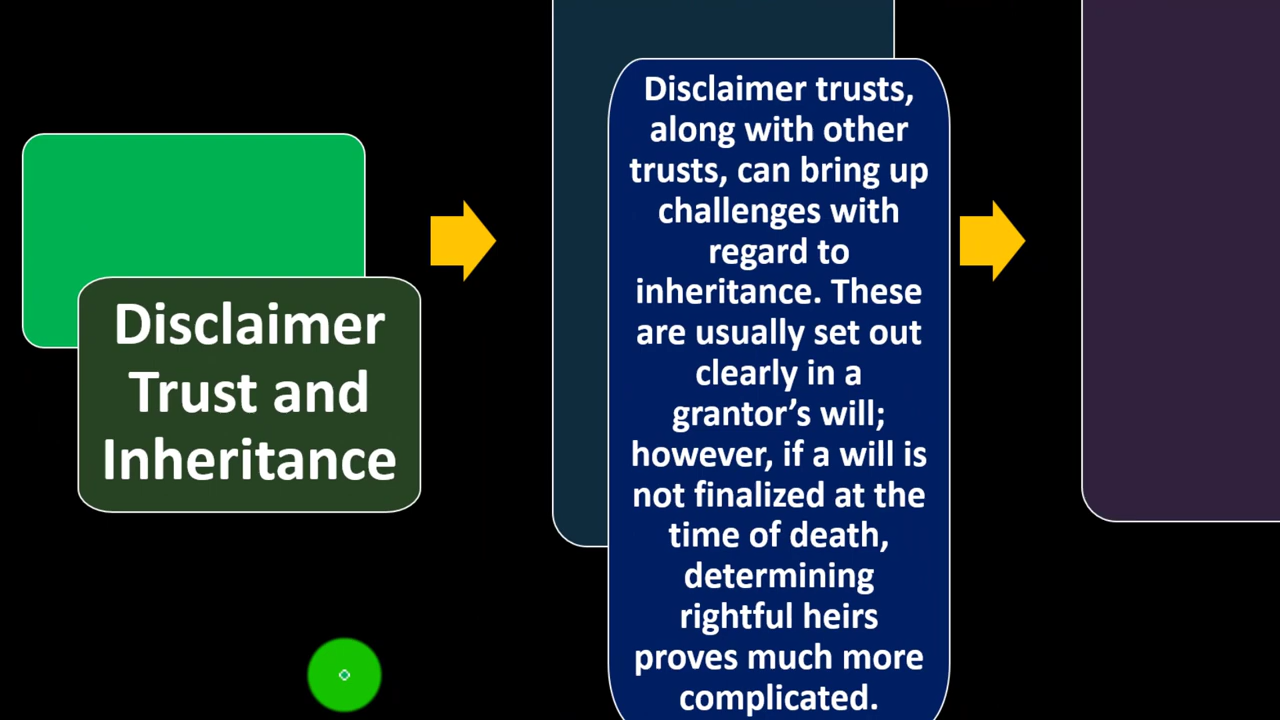 Disclaimer
Trust and
Inheritance
Disclaimer trusts,
along with other
trusts, can bring up
challenges with
regard to
inheritance. These
are usually set out
clearly in a
grantor’s will;
however, if a will is
not finalized at the
time of death,
determining
rightful heirs
proves much more
complicated.